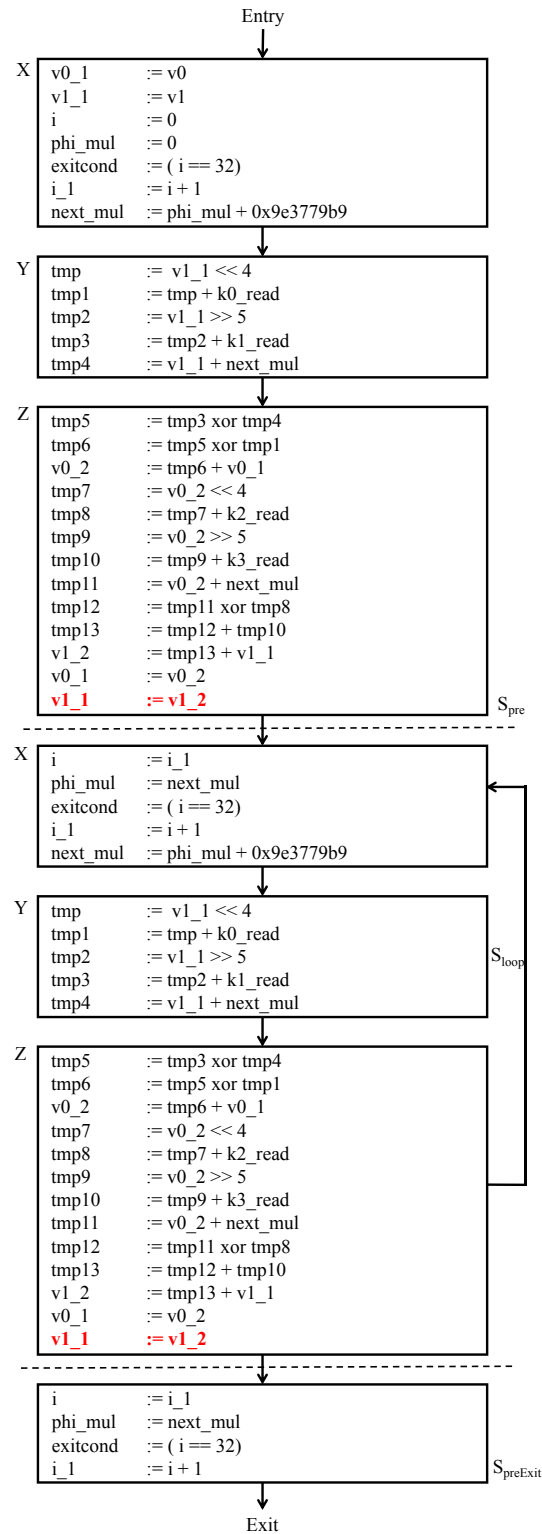 Entry
X
v0_1 := v0
v1_1 := v1
i := 0
phi_mul := 0
exitcond := ( i == 32)
i_1 := i + 1
next_mul := phi_mul + 0x9e3779b9
Y
tmp := v1_1 << 4
tmp1 := tmp + k0_read
tmp2 := v1_1 >> 5
tmp3 := tmp2 + k1_read
tmp4 := v1_1 + next_mul
Z
tmp5 := tmp3 xor tmp4
tmp6 := tmp5 xor tmp1
v0_2 := tmp6 + v0_1
tmp7 := v0_2 << 4
tmp8 := tmp7 + k2_read
tmp9 := v0_2 >> 5
tmp10 := tmp9 + k3_read
tmp11 := v0_2 + next_mul
tmp12 := tmp11 xor tmp8
tmp13 := tmp12 + tmp10
v1_2 := tmp13 + v1_1
v0_1 := v0_2
v1_1 := v1_2
Spre
X
i := i_1
phi_mul := next_mul
exitcond := ( i == 32)
i_1 := i + 1
next_mul := phi_mul + 0x9e3779b9
Y
tmp := v1_1 << 4
tmp1 := tmp + k0_read
tmp2 := v1_1 >> 5
tmp3 := tmp2 + k1_read
tmp4 := v1_1 + next_mul
Sloop
Z
tmp5 := tmp3 xor tmp4
tmp6 := tmp5 xor tmp1
v0_2 := tmp6 + v0_1
tmp7 := v0_2 << 4
tmp8 := tmp7 + k2_read
tmp9 := v0_2 >> 5
tmp10 := tmp9 + k3_read
tmp11 := v0_2 + next_mul
tmp12 := tmp11 xor tmp8
tmp13 := tmp12 + tmp10
v1_2 := tmp13 + v1_1
v0_1 := v0_2
v1_1 := v1_2
i := i_1
phi_mul := next_mul
exitcond := ( i == 32)
i_1 := i + 1
SpreExit
Exit